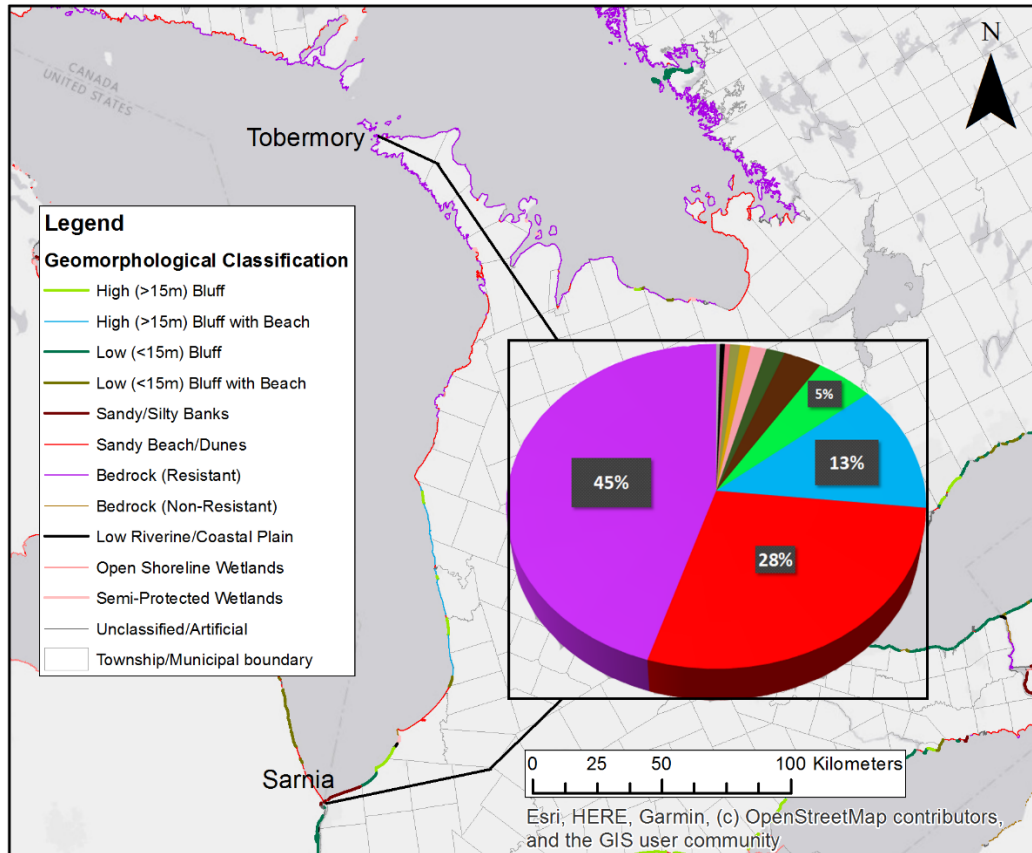 N
CANADA
UNITED STATES
Tobermory
Legend
Geomorphological Classification
High (>15m) Bluff
High (>15m) Bluff with Beach
Low (<15m) Bluff
Low (<15m) Bluff with Beach
Sandy/Silty Banks
Sandy Beach/Dunes
Bedrock (Resistant)
Bedrock (Non-Resistant)
Low Riverine/Coastal Plain
Open Shoreline Wetlands
Semi-Protected Wetlands
Unclassified/Artificial
Township/Municipal boundary
5%
13%
45%
28%
Sarnia
0 25 50 100 Kilometers
Esri, HERE, Garmin, (c) OpenStreetMap contributors,
and the GIS user community